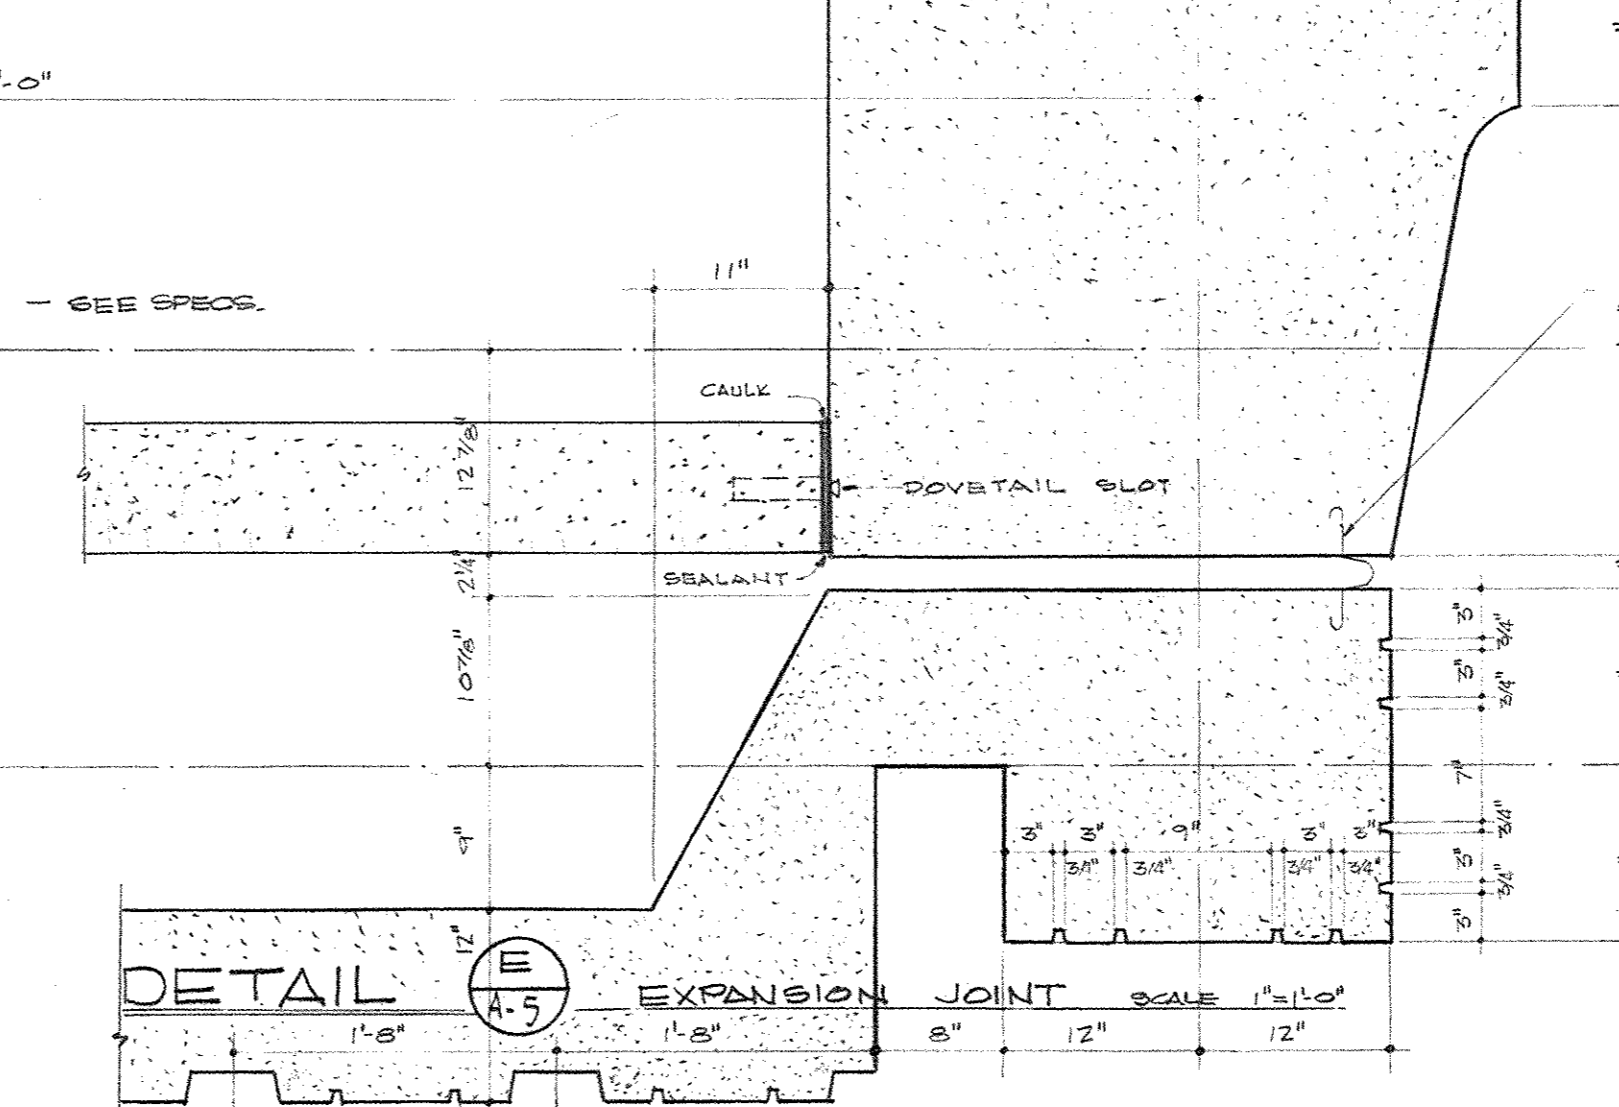 '-0"
11"
- SEE SPECS.
CAULK
12 7/8"
DOVETAIL SLOT
SEALANT
2 1/4"
10 7/8"
3"
3/4"
3"
3/4"
7"
3/4"
3"
3/4"
3"
9"
3" 3" 9" 3" 3"
3/4" 3/4" 3/4" 3/4"
12"
DETAIL E A-5 EXPANSION JOINT SCALE 1"=1'-0"
1'-8" 1'-8" 8" 12" 12"